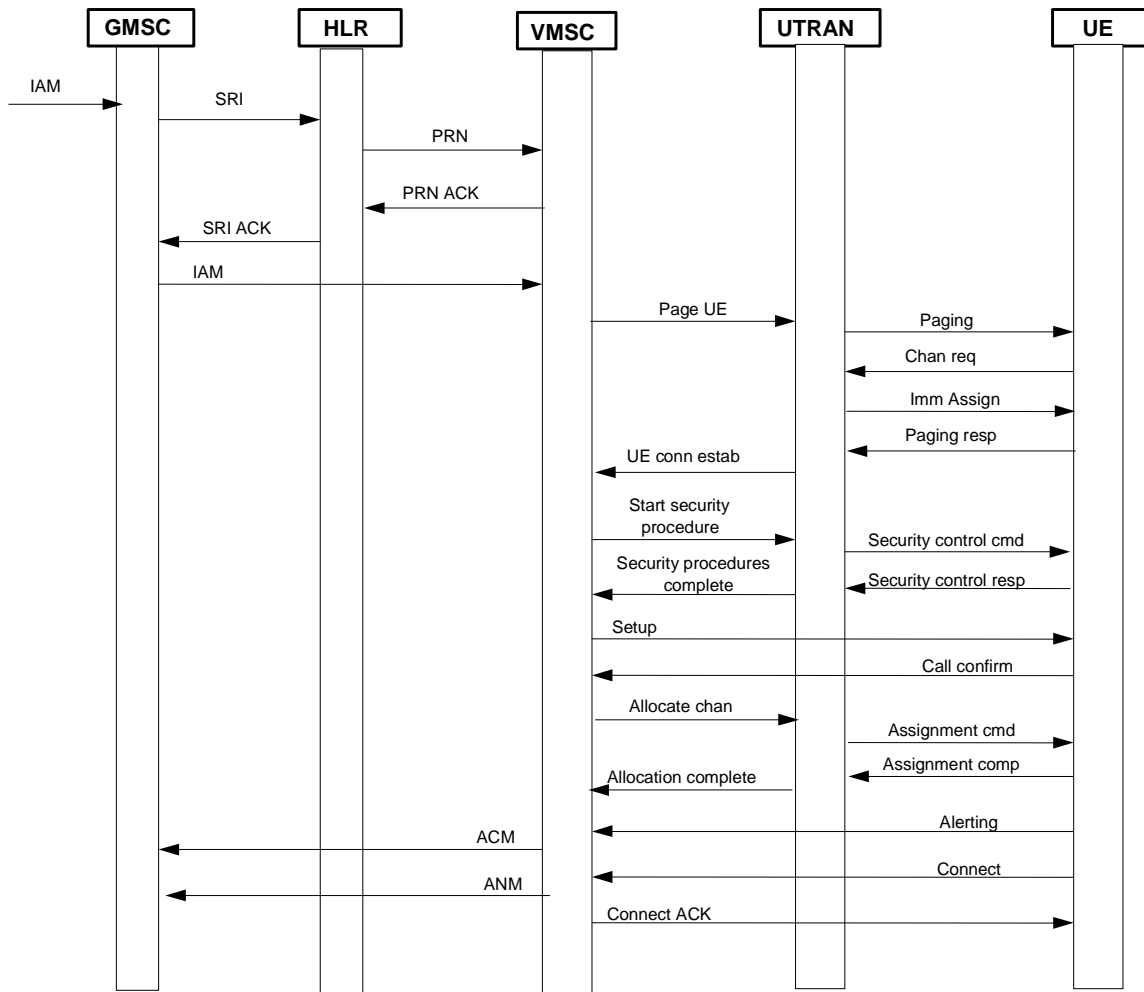 GMSC
HLR
VMSC
UTRAN
UE
IAM
SRI
PRN
PRN ACK
SRI ACK
IAM
Page UE
Paging
Chan req
Imm Assign
Paging resp
UE conn estab
Start security
procedure
Security control cmd
Security procedures
complete
Security control resp
Setup
Call confirm
Allocate chan
Assignment cmd
Assignment comp
Allocation complete
Alerting
ACM
Connect
ANM
Connect ACK